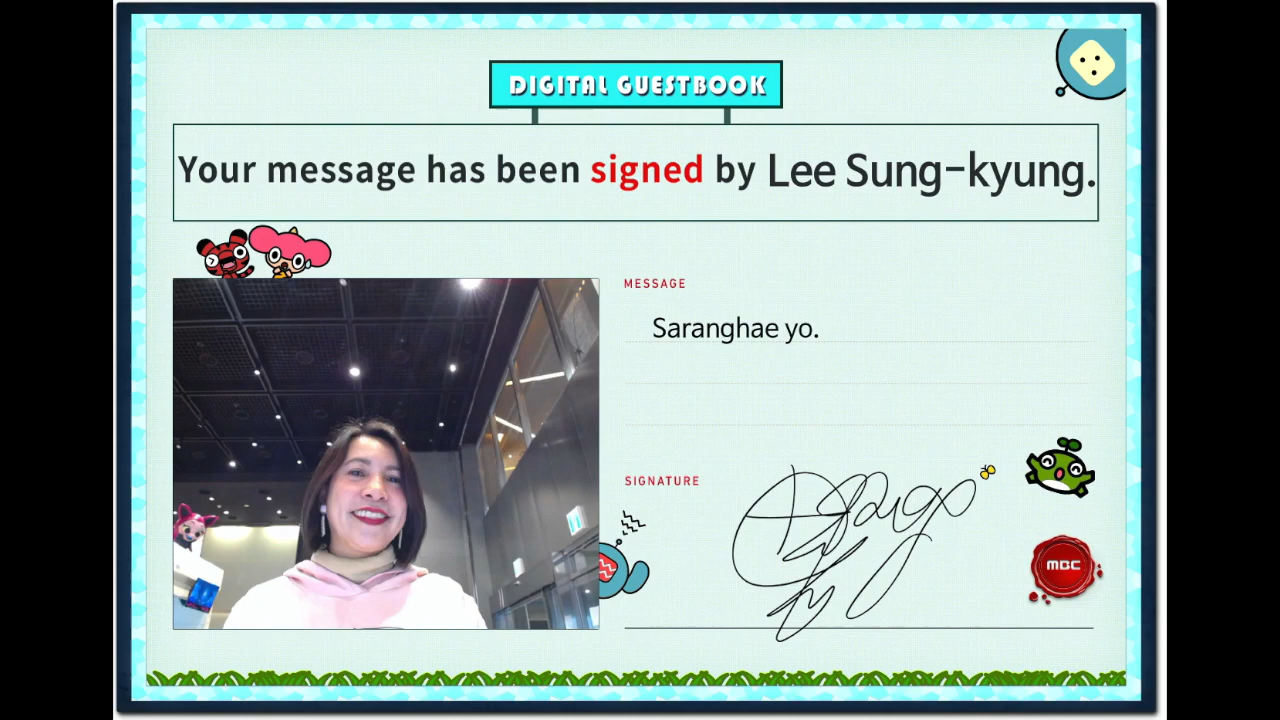 DIGITAL GUESTBOOK
Your message has been signed by Lee Sung-kyung.
MESSAGE
Saranghae yo.
SIGNATURE
MBC